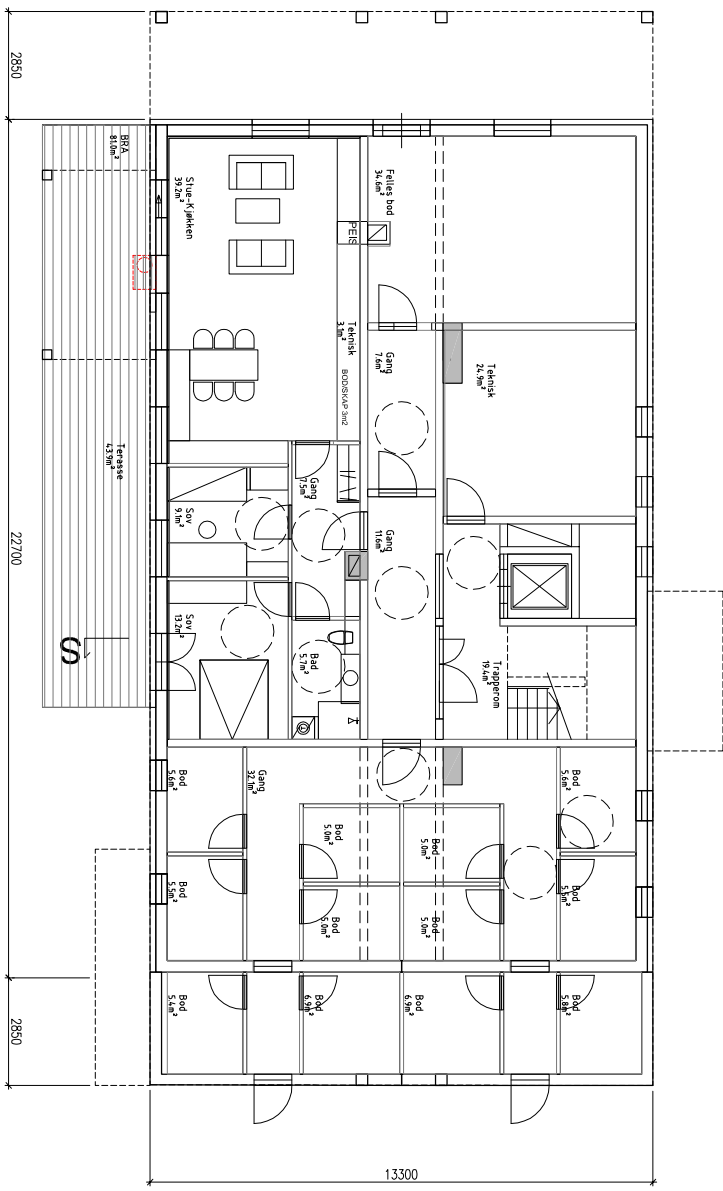 2850
22700
2850
13300
BRA
81.0m²
Stue-Kjøkken
39.2m²
Felles bod
34.6m²
PEIS
Teknisk
3.1m²
BOD/SKAP 3m2
Gang
7.6m²
Teknisk
24.9m²
Terasse
43.9m²
Gang
7.5m²
Sov
9.1m²
Gang
11.6m²
Sov
13.2m²
Bad
5.7m²
Trapperom
19.4m²
S
Bod
5.6m²
Gang
32.1m²
Bod
5.0m²
Bod
5.0m²
Bod
5.6m²
Bod
5.5m²
Bod
5.0m²
Bod
5.0m²
Bod
5.5m²
Bod
5.4m²
Bod
6.9m²
Bod
6.9m²
Bod
5.8m²